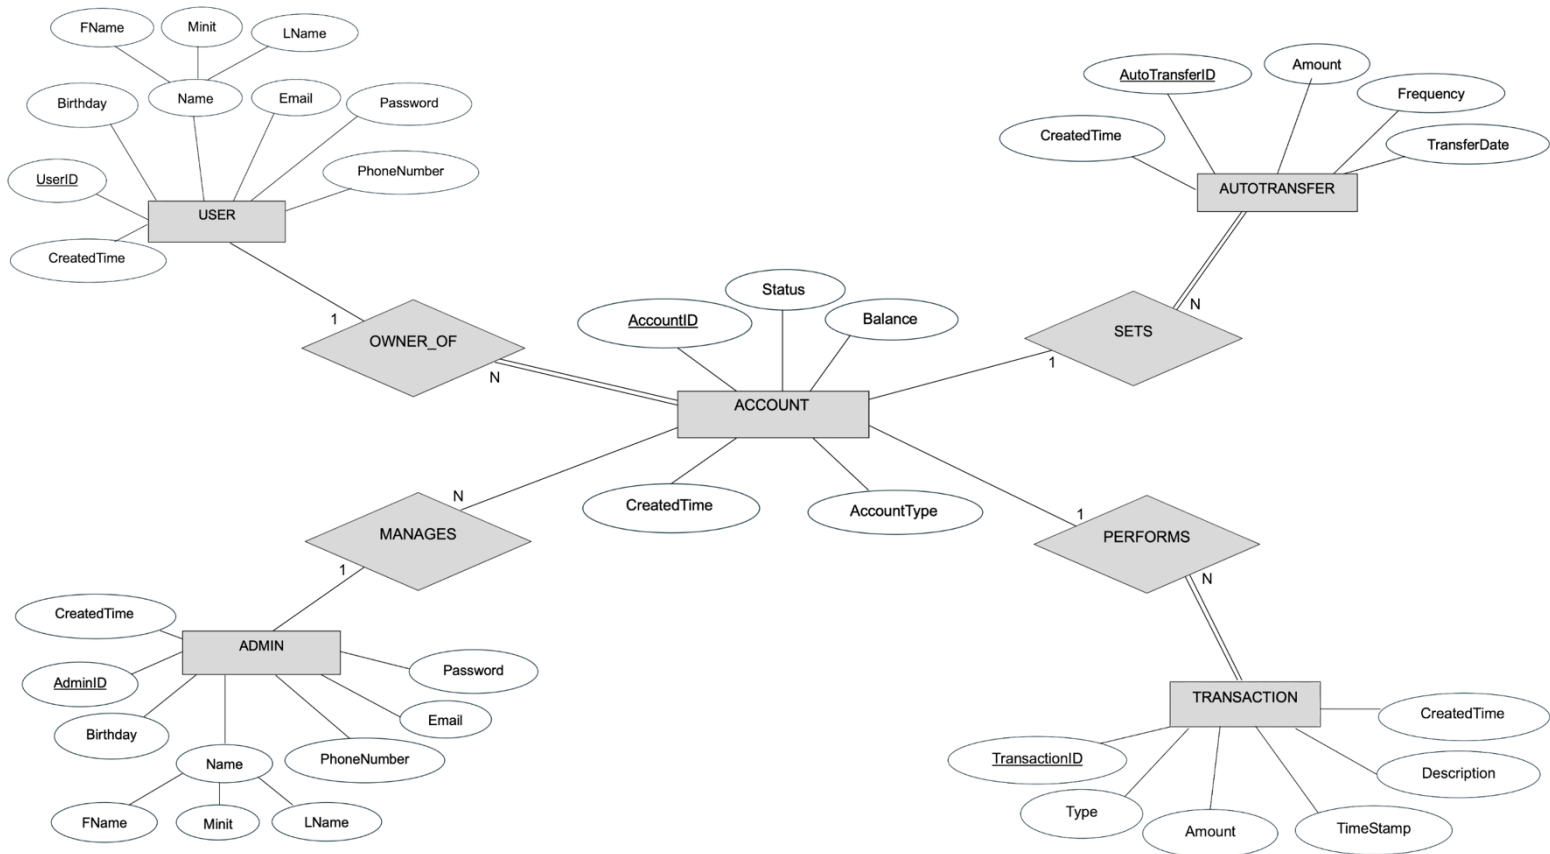 FName
Minit
LName
Birthday
Name
Email
Password
UserID
PhoneNumber
USER
CreatedTime
AutoTransferID
Amount
Frequency
CreatedTime
TransferDate
AUTOTRANSFER
1
OWNER_OF
N
AccountID
Status
Balance
ACCOUNT
CreatedTime
AccountType
N
SETS
1
N
MANAGES
1
1
PERFORMS
N
CreatedTime
ADMIN
AdminID
Password
Birthday
Email
Name
PhoneNumber
FName
Minit
LName
TRANSACTION
CreatedTime
TransactionID
Description
Type
Amount
TimeStamp